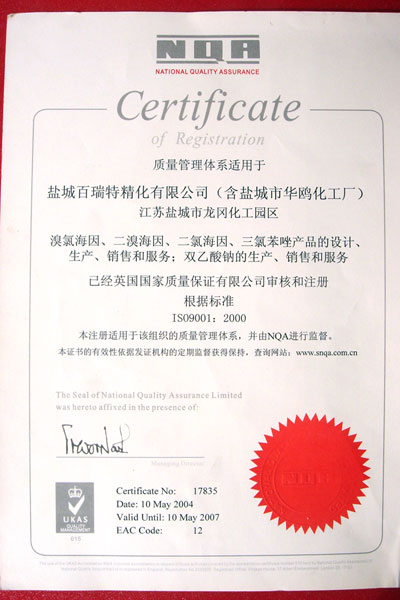 NQA
NATIONAL QUALITY ASSURANCE
Certificate
of Registration
质量管理体系适用于
盐城百瑞特精化有限公司（含盐城市华鸥化工厂）
江苏盐城市龙冈化工园区
溴氯海因、二溴海因、二氯海因、三氯苯唑产品的设计、
生产、销售和服务；双乙酸钠的生产、销售和服务
已经英国国家质量保证有限公司审核和注册
根据标准
ISO9001：2000
本注册适用于该组织的质量管理体系，并由NQA进行监督。
本证书的有效性依据发证机构的定期监督获得保持，查询网站：www.snqa.com.cn
The Seal of National Quality Assurance Limited
was hereto affixed in the presence of:
Managing Director
NQA
UKAS
QUALITY
MANAGEMENT
015
Certificate No: 17835
Date: 10 May 2004
Valid Until: 10 May 2007
EAC Code: 12